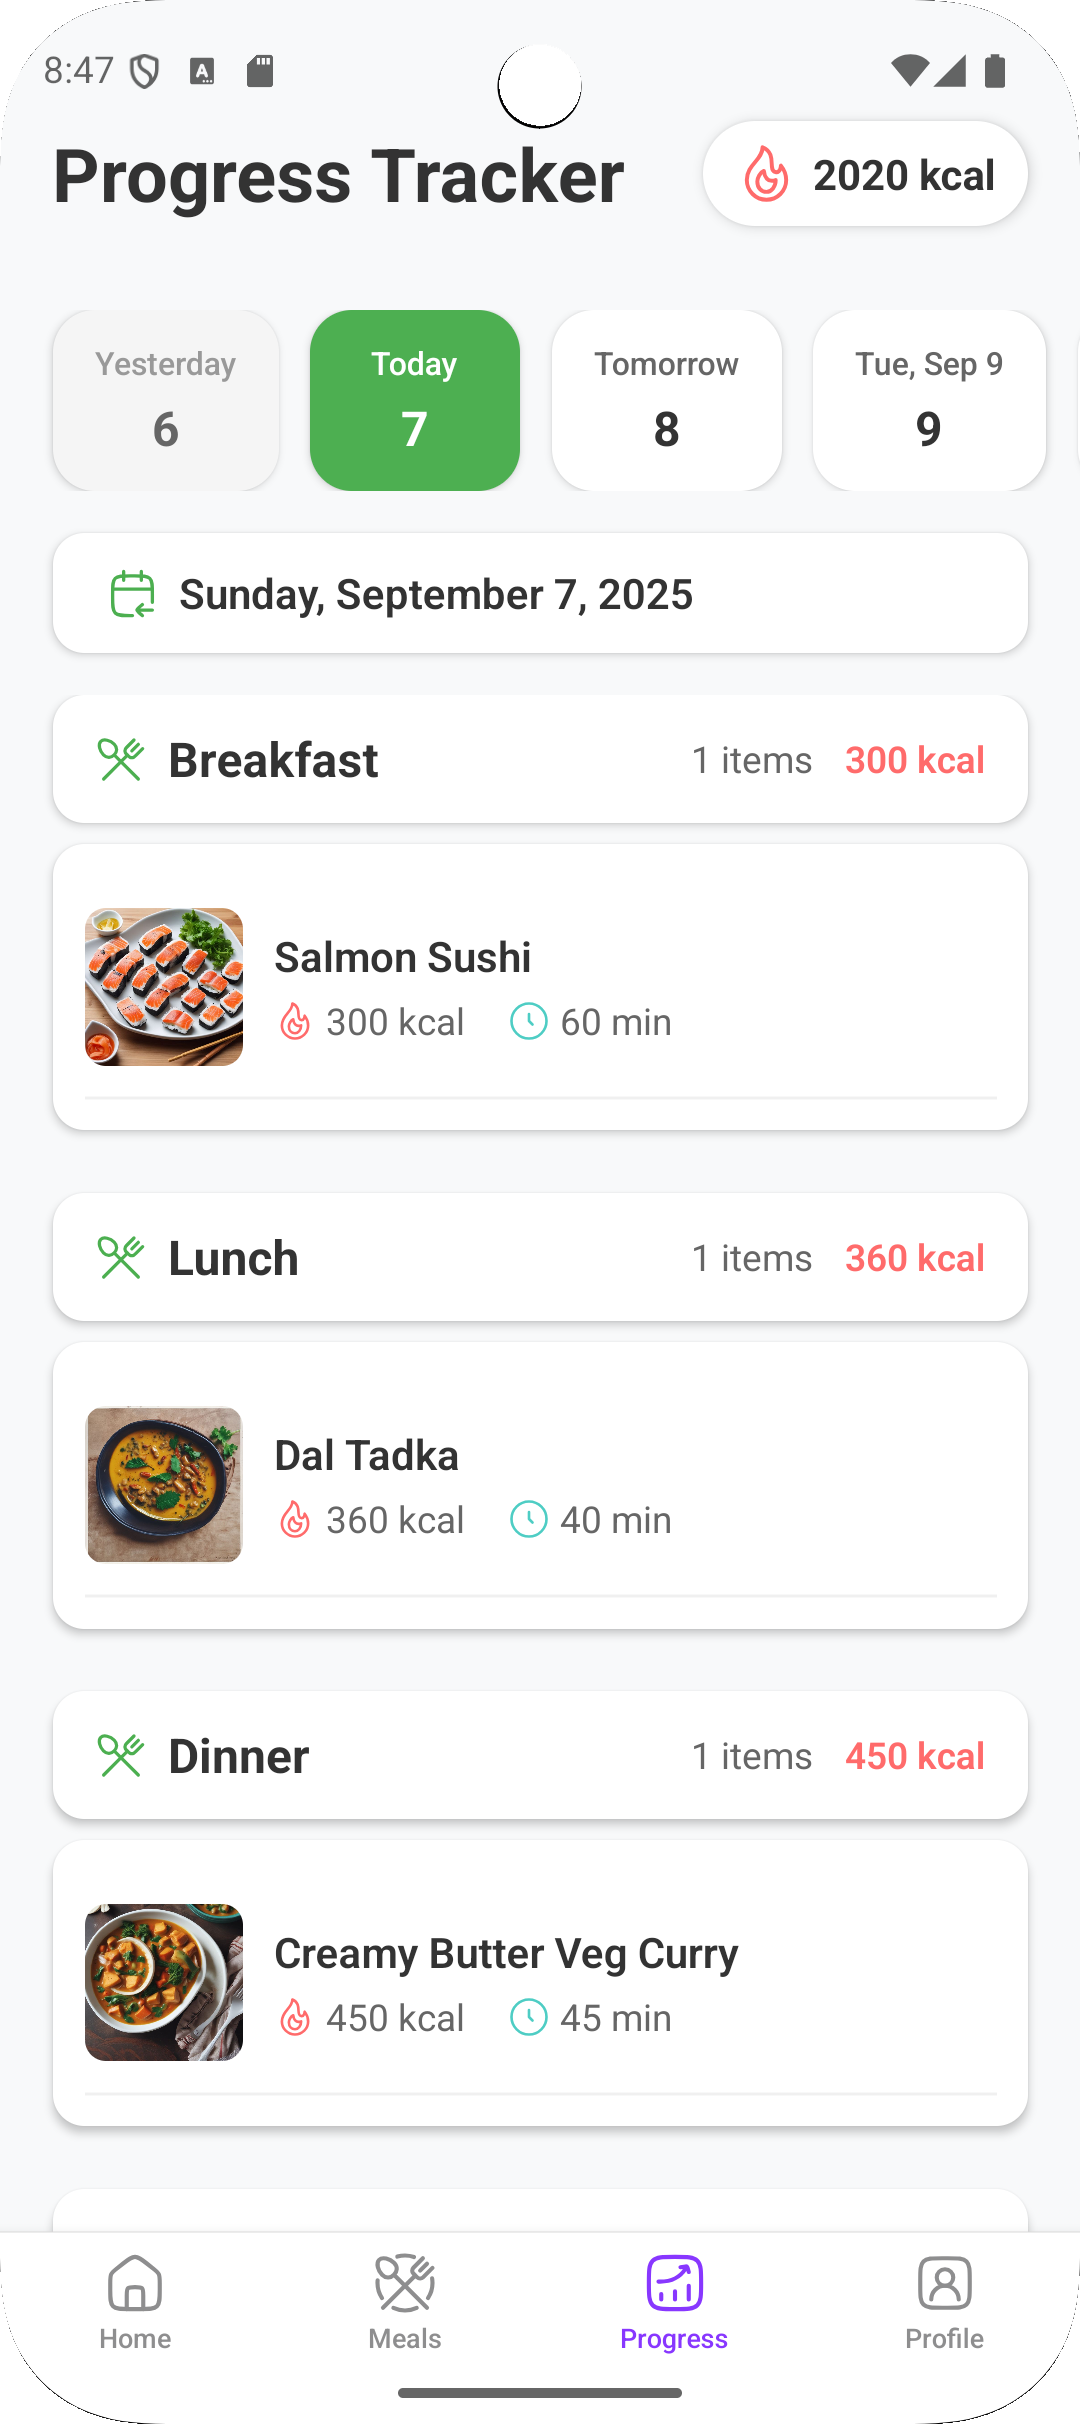 8:47
Progress Tracker
2020 kcal
Yesterday
6
Today
7
Tomorrow
8
Tue, Sep 9
9
Sunday, September 7, 2025
Breakfast
1 items
300 kcal
Salmon Sushi
300 kcal
60 min
Lunch
1 items
360 kcal
Dal Tadka
360 kcal
40 min
Dinner
1 items
450 kcal
Creamy Butter Veg Curry
450 kcal
45 min
Home
Meals
Progress
Profile